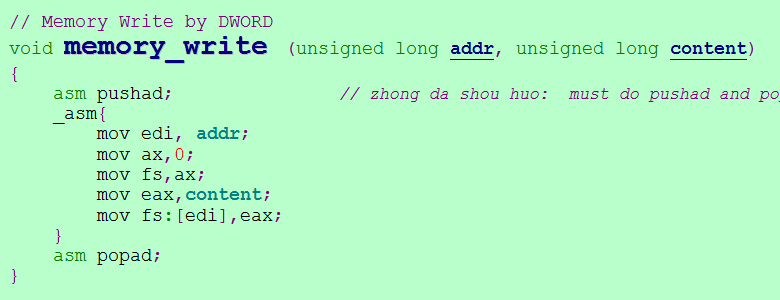 // Memory Write by DWORD
void memory_write (unsigned long addr, unsigned long content)
{
asm pushad; // zhong da shou huo: must do pushad and
_asm{
mov edi, addr;
mov ax,0;
mov fs,ax;
mov eax,content;
mov fs:[edi],eax;
}
asm popad;
}